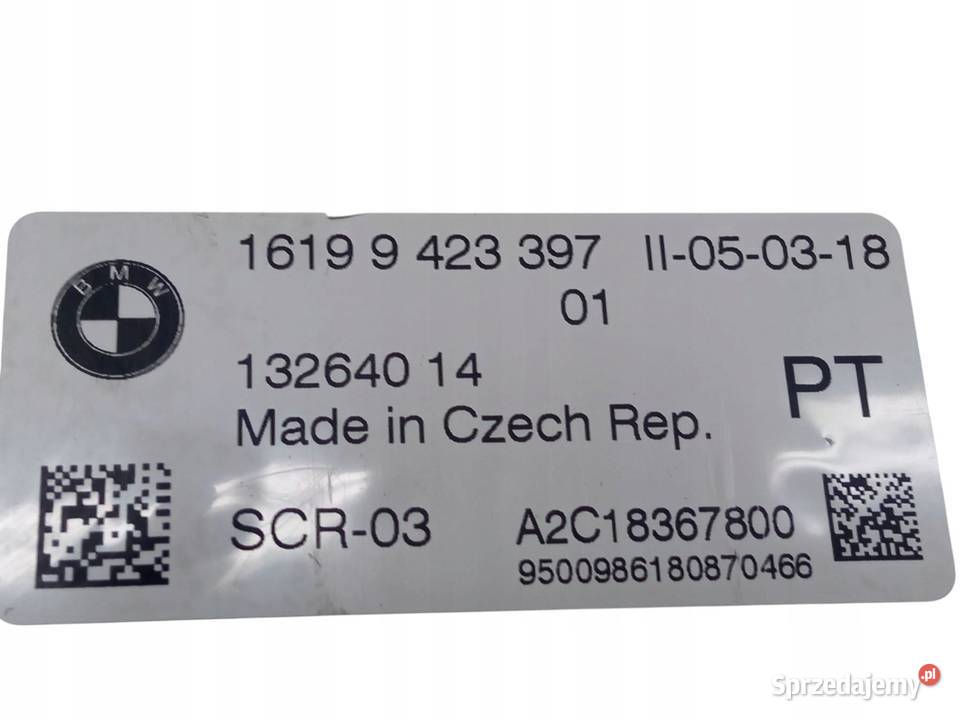 1619 9 423 397 II-05-03-18
01
BMW
132640 14
PT
Made in Czech Rep.
SCR-03 A2C18367800
9500986180870466
Sprzedajemy.pl